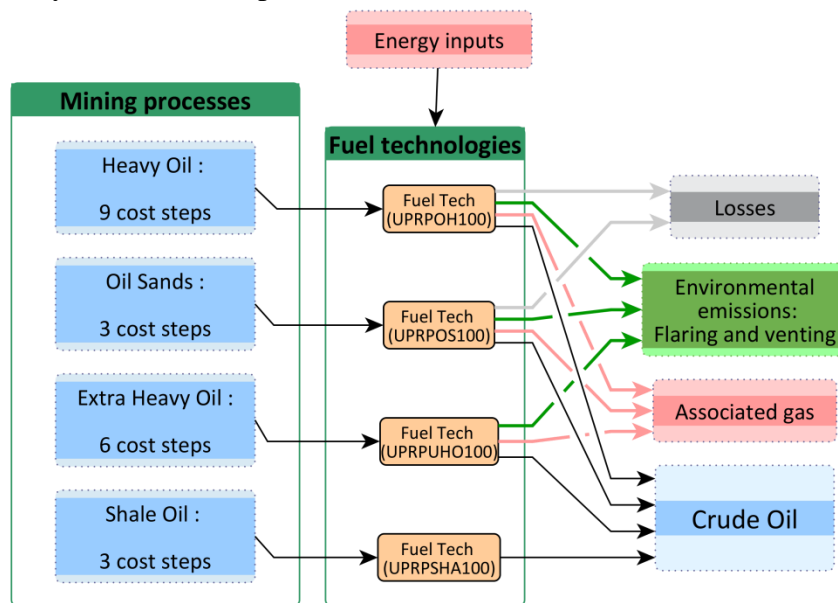 Energy inputs
Mining processes
Fuel technologies
Heavy Oil :
9 cost steps
Fuel Tech
(UPRPOH100)
Losses
Oil Sands :
3 cost steps
Fuel Tech
(UPRPOS100)
Environmental
emissions:
Flaring and venting
Extra Heavy Oil :
6 cost steps
Fuel Tech
(UPRPUHO100)
Associated gas
Shale Oil :
3 cost steps
Fuel Tech
(UPRPSHA100)
Crude Oil